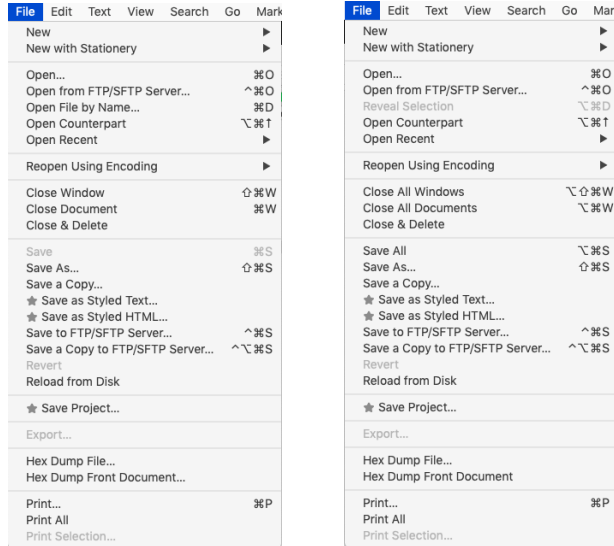 File Edit Text View Search Go Mark
New ▶
New with Stationery ▶
Open... ⌘O
Open from FTP/SFTP Server... ^⌘O
Open File by Name... ⌘D
Open Counterpart ⌥⌘↑
Open Recent ▶
Reopen Using Encoding ▶
Close Window ⇧⌘W
Close Document ⌘W
Close & Delete
Save ⌘S
Save As... ⇧⌘S
Save a Copy...
★ Save as Styled Text...
★ Save as Styled HTML...
Save to FTP/SFTP Server... ^⌘S
Save a Copy to FTP/SFTP Server... ^⌥⌘S
Revert
Reload from Disk
★ Save Project...
Export...
Hex Dump File...
Hex Dump Front Document...
Print... ⌘P
Print All
Print Selection...
File Edit Text View Search Go Mar
New ▶
New with Stationery ▶
Open... ⌘O
Open from FTP/SFTP Server... ^⌘O
Reveal Selection ⌥⌘D
Open Counterpart ⌥⌘↑
Open Recent ▶
Reopen Using Encoding ▶
Close All Windows ⌥⇧⌘W
Close All Documents ⌥⌘W
Close & Delete
Save All ⌥⌘S
Save As... ⇧⌘S
Save a Copy...
★ Save as Styled Text...
★ Save as Styled HTML...
Save to FTP/SFTP Server... ^⌘S
Save a Copy to FTP/SFTP Server... ^⌥⌘S
Revert
Reload from Disk
★ Save Project...
Export...
Hex Dump File...
Hex Dump Front Document
Print... ⌘P
Print All
Print Selection...